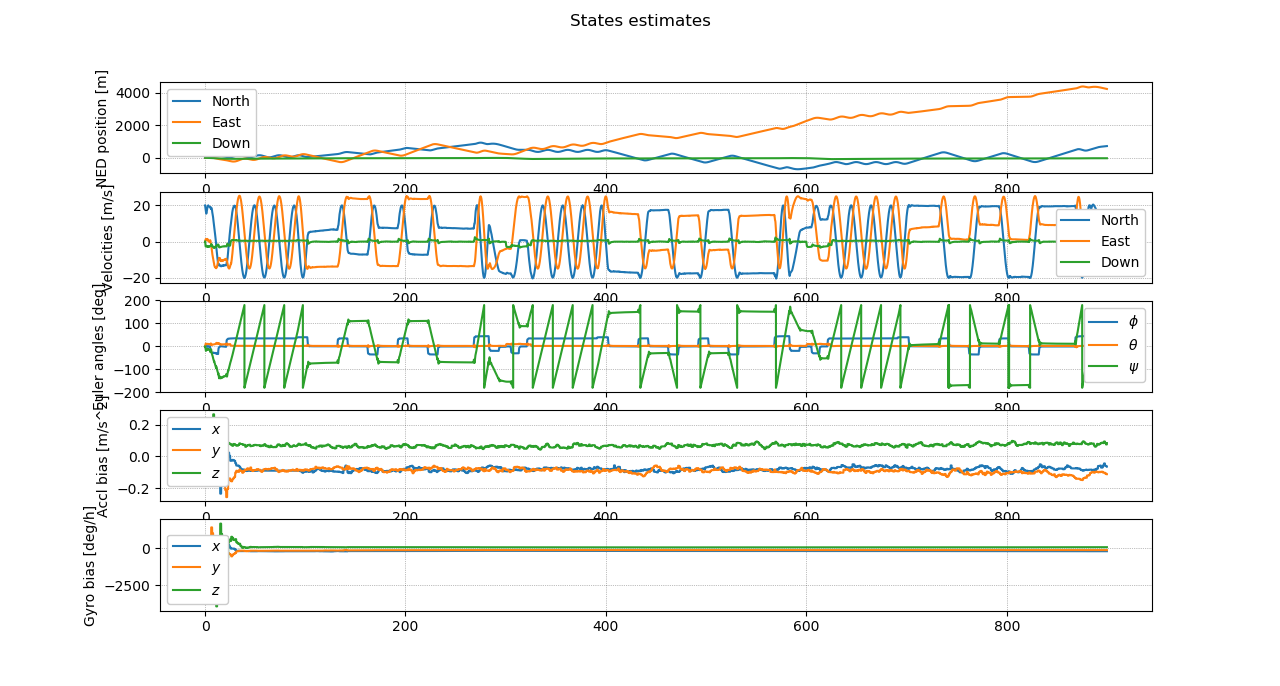 States estimates
NED position [m]
4000
2000
0
North
East
Down
0
200
400
600
800
Velocities [m/s]
20
0
−20
North
East
Down
0
200
400
600
800
Euler angles [deg]
200
100
0
−100
−200
ϕ
θ
ψ
0
200
400
600
800
Accl bias [m/s^2]
0.2
0.0
−0.2
x
y
z
0
200
400
600
800
Gyro bias [deg/h]
0
−2500
x
y
z
0
200
400
600
800